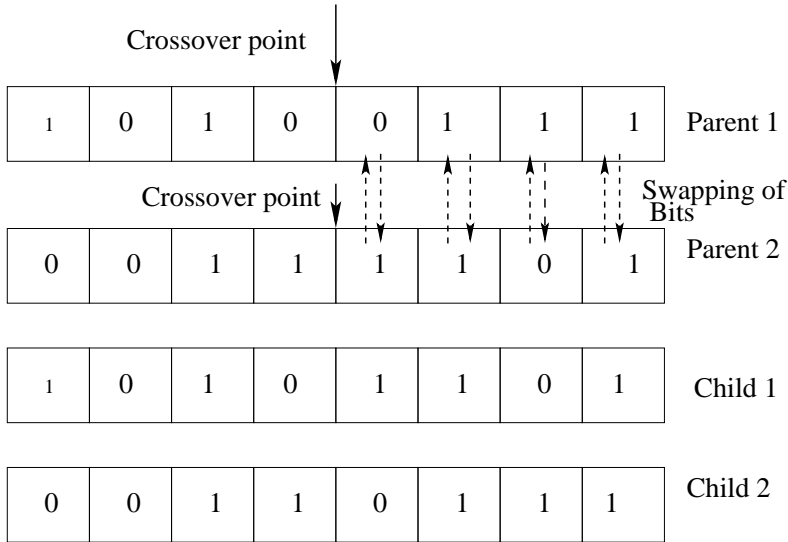 Crossover point
1 0 1 0 0 1 1 1 Parent 1
Crossover point
Swapping of
Bits
0 0 1 1 1 1 0 1 Parent 2
1 0 1 0 1 1 0 1 Child 1
0 0 1 1 0 1 1 1 Child 2